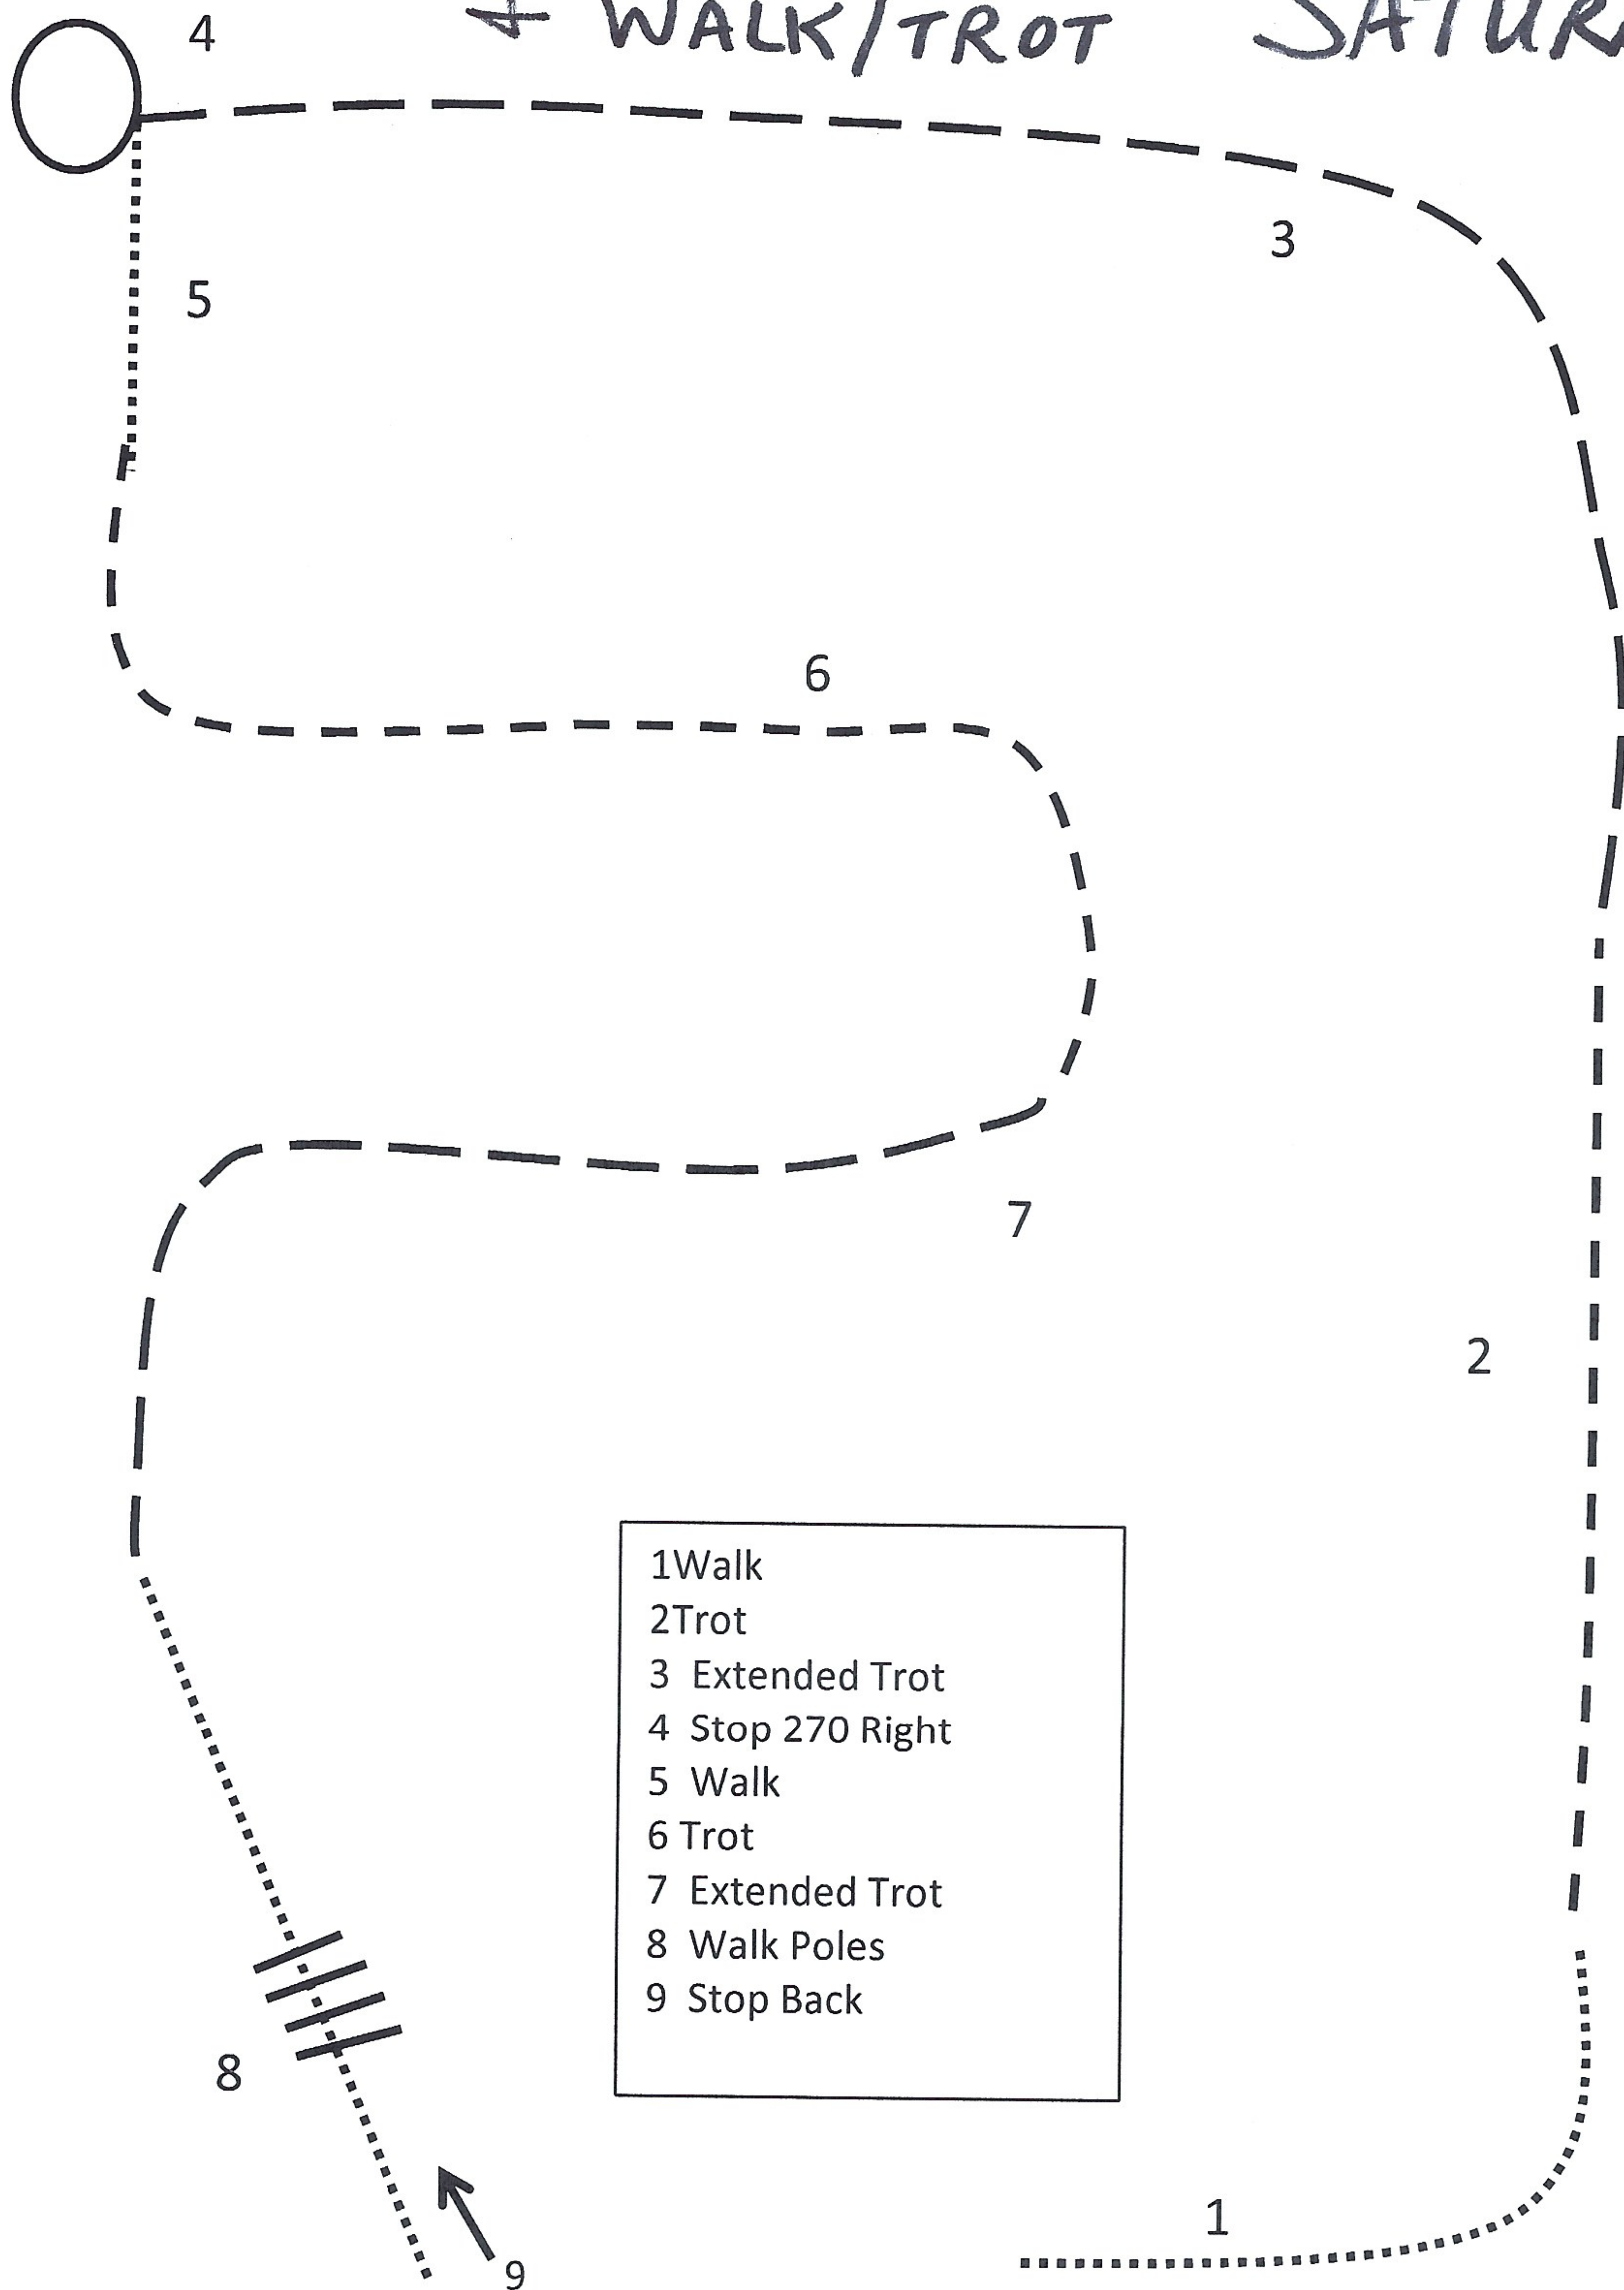 4 + WALK/TROT
3
5
6
7
2
1Walk
2Trot
3 Extended Trot
4 Stop 270 Right
5 Walk
6 Trot
7 Extended Trot
8 Walk Poles
9 Stop Back
8
1
9